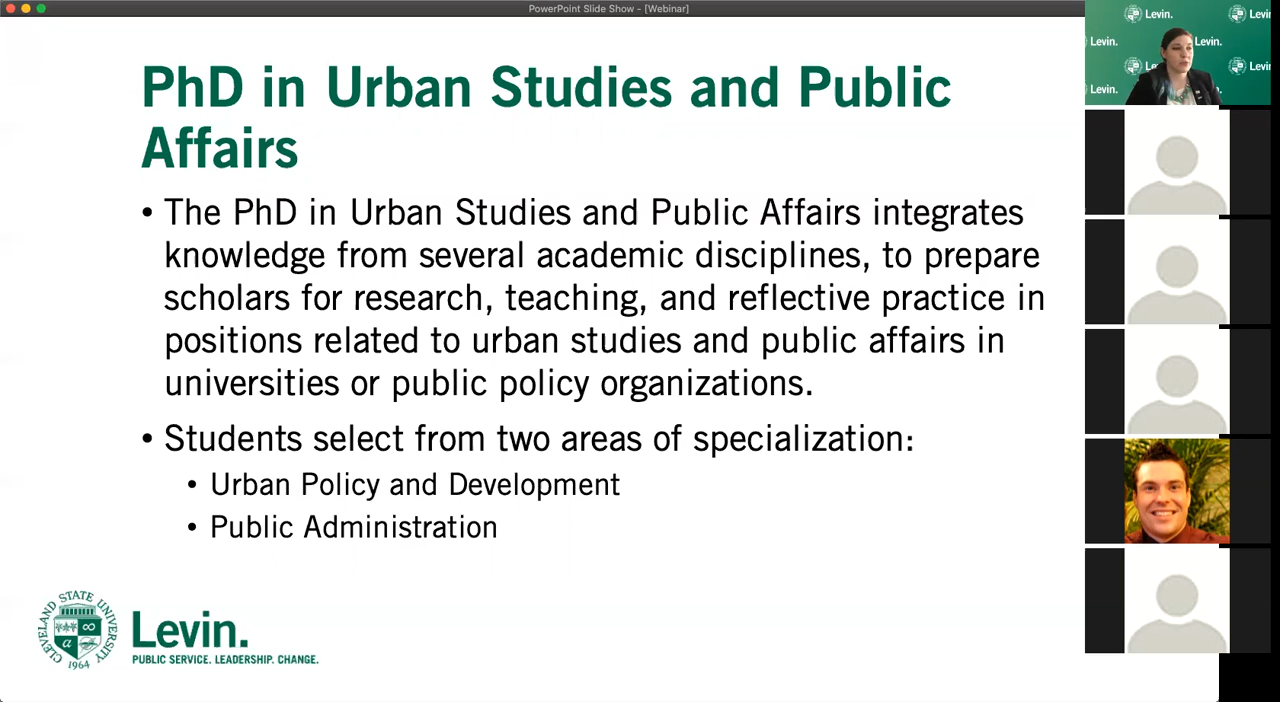 PowerPoint Slide Show - [Webinar]
PhD in Urban Studies and Public
Affairs
• The PhD in Urban Studies and Public Affairs integrates
knowledge from several academic disciplines, to prepare
scholars for research, teaching, and reflective practice in
positions related to urban studies and public affairs in
universities or public policy organizations.
• Students select from two areas of specialization:
• Urban Policy and Development
• Public Administration
CLEVELAND STATE UNIVERSITY
1964
Levin.
PUBLIC SERVICE. LEADERSHIP. CHANGE.
Levin.
Levin
Levin.
Levin.
Levin
Levin.